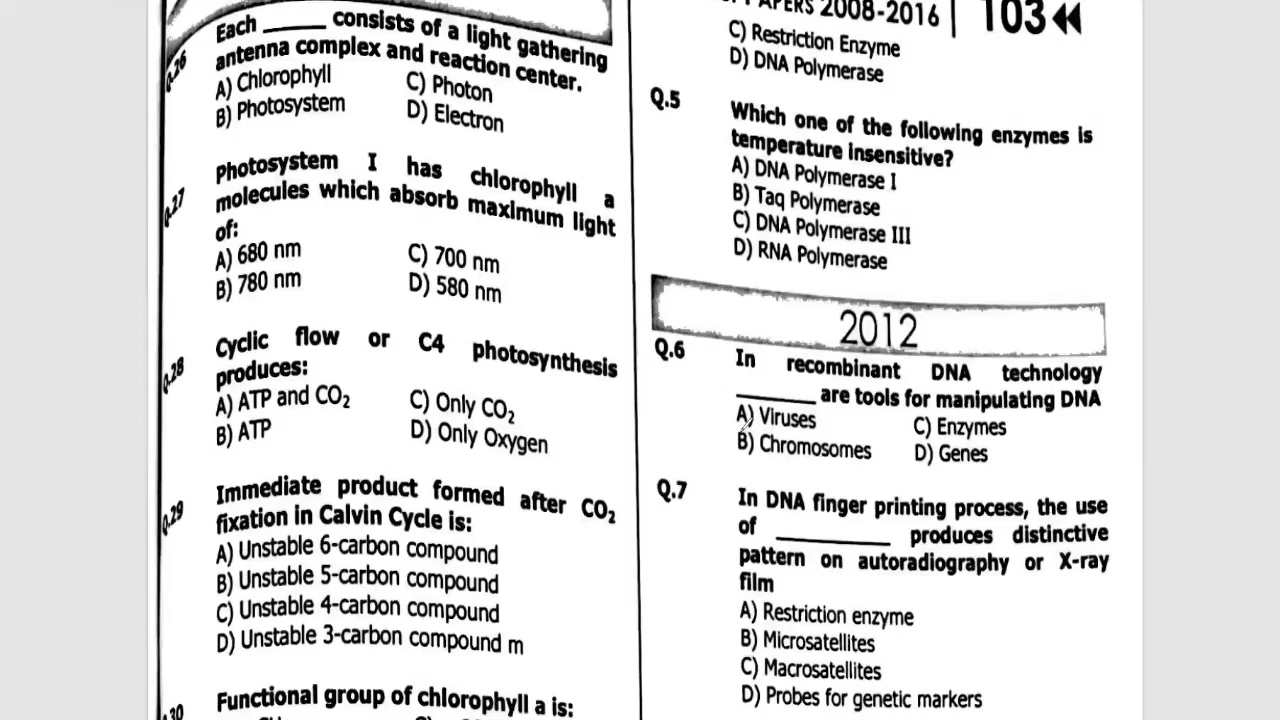 Q.26 Each ______ consists of a light gathering
antenna complex and reaction center.
A) Chlorophyll C) Photon
B) Photosystem D) Electron
Q.27 Photosystem I has chlorophyll a
molecules which absorb maximum light
of:
A) 680 nm C) 700 nm
B) 780 nm D) 580 nm
Q.28 Cyclic flow or C4 photosynthesis
produces:
A) ATP and CO₂ C) Only CO₂
B) ATP D) Only Oxygen
Q.29 Immediate product formed after CO₂
fixation in Calvin Cycle is:
A) Unstable 6-carbon compound
B) Unstable 5-carbon compound
C) Unstable 4-carbon compound
D) Unstable 3-carbon compound m
.30 Functional group of chlorophyll a is:
PAPERS 2008-2016 | 103
C) Restriction Enzyme
D) DNA Polymerase
Q.5 Which one of the following enzymes is
temperature insensitive?
A) DNA Polymerase I
B) Taq Polymerase
C) DNA Polymerase III
D) RNA Polymerase
2012
Q.6 In recombinant DNA technology
________ are tools for manipulating DNA
A) Viruses C) Enzymes
B) Chromosomes D) Genes
Q.7 In DNA finger printing process, the use
of __________ produces distinctive
pattern on autoradiography or X-ray
film
A) Restriction enzyme
B) Microsatellites
C) Macrosatellites
D) Probes for genetic markers